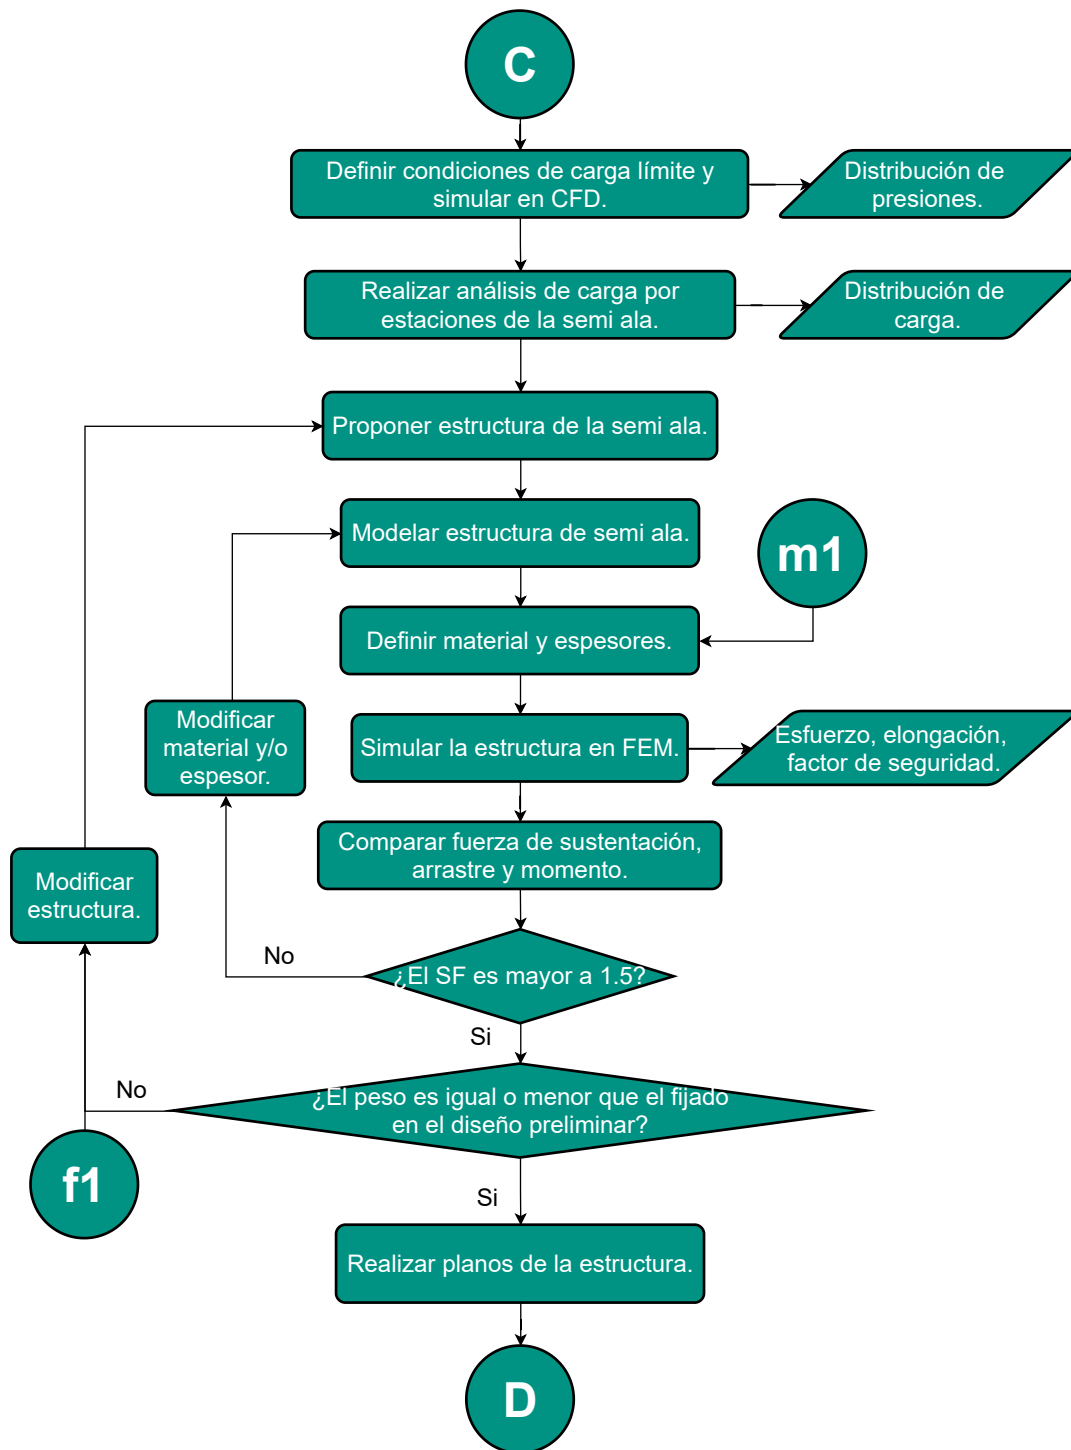 C
Definir condiciones de carga límite y
simular en CFD.
Distribución de
presiones.
Realizar análisis de carga por
estaciones de la semi ala.
Distribución de
carga.
Proponer estructura de la semi ala.
Modelar estructura de semi ala.
m1
Definir material y espesores.
Modificar
material y/o
espesor.
Simular la estructura en FEM.
Esfuerzo, elongación,
factor de seguridad.
Comparar fuerza de sustentación,
arrastre y momento.
Modificar
estructura.
No
¿El SF es mayor a 1.5?
Si
No
¿El peso es igual o menor que el fijado
en el diseño preliminar?
f1
Si
Realizar planos de la estructura.
D